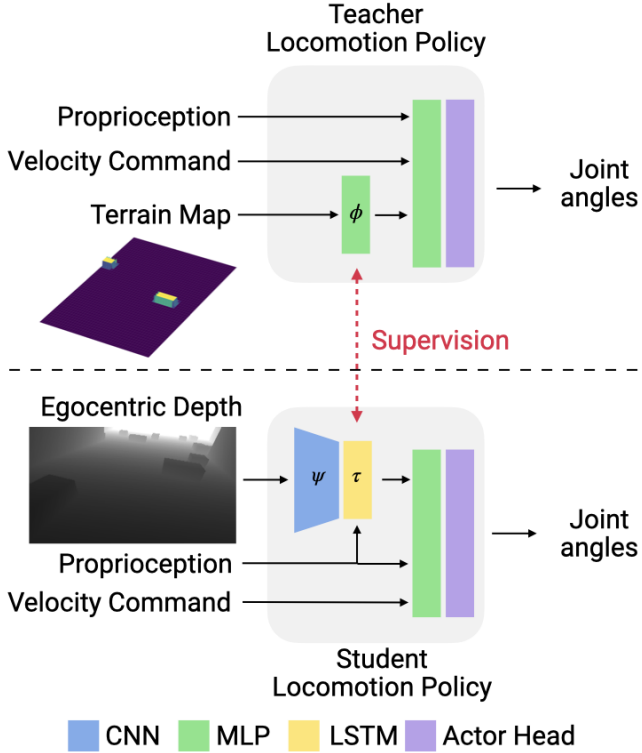 Teacher
Locomotion Policy
Proprioception
Velocity Command
Terrain Map
ϕ
Joint
angles
Supervision
Egocentric Depth
ψ
τ
Proprioception
Velocity Command
Joint
angles
Student
Locomotion Policy
CNN
MLP
LSTM
Actor Head